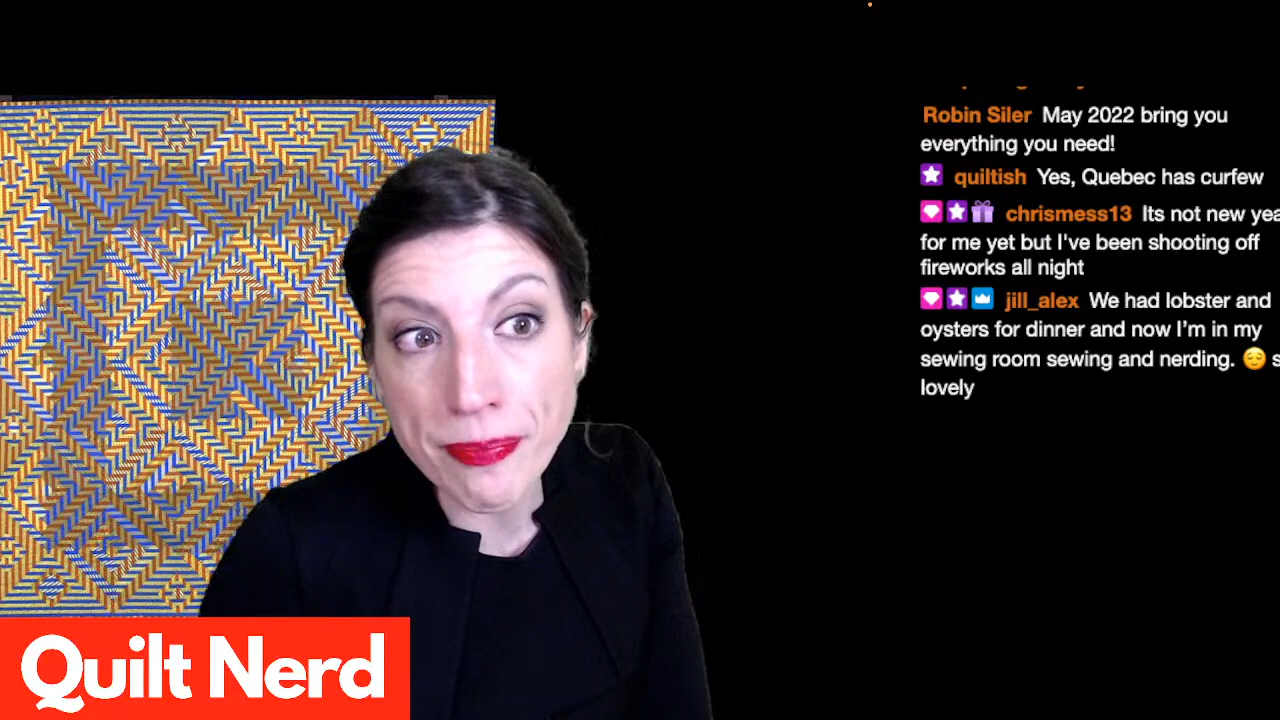 Robin Siler May 2022 bring you
everything you need!
quiltish Yes, Quebec has curfew
chrismess13 Its not new yea
for me yet but I've been shooting off
fireworks all night
jill_alex We had lobster and
oysters for dinner and now I'm in my
sewing room sewing and nerding. 😌 s
lovely
Quilt Nerd